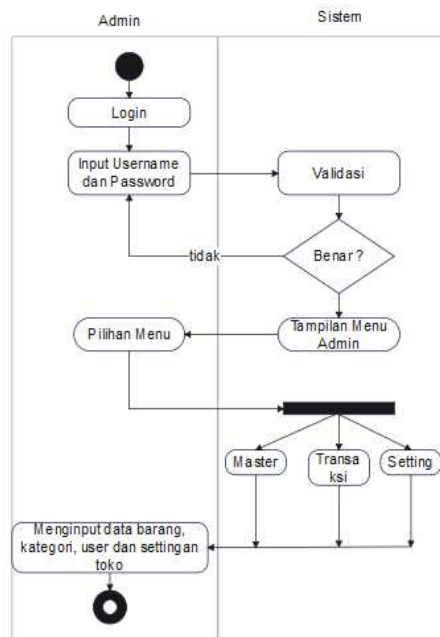 Admin
Sistem
Login
Input Username
dan Password
Validasi
tidak
Benar ?
Pilihan Menu
Tampilan Menu
Admin
Master
Transa
ksi
Setting
Menginput data barang,
kategori, user dan settingan
toko